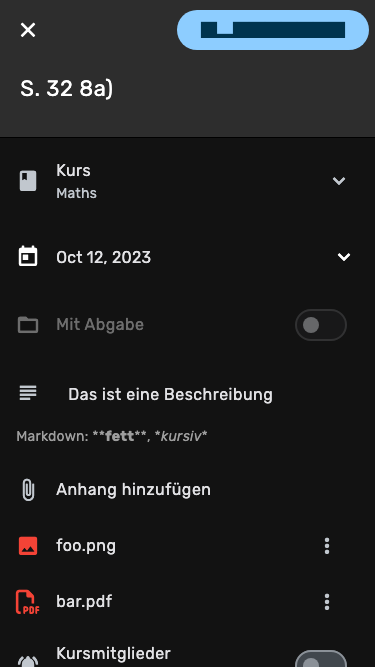 S. 32 8a)
Kurs
Maths
Oct 12, 2023
Mit Abgabe
Das ist eine Beschreibung
Markdown: **fett**, *kursiv*
Anhang hinzufügen
foo.png
PDF bar.pdf
Kursmitglieder